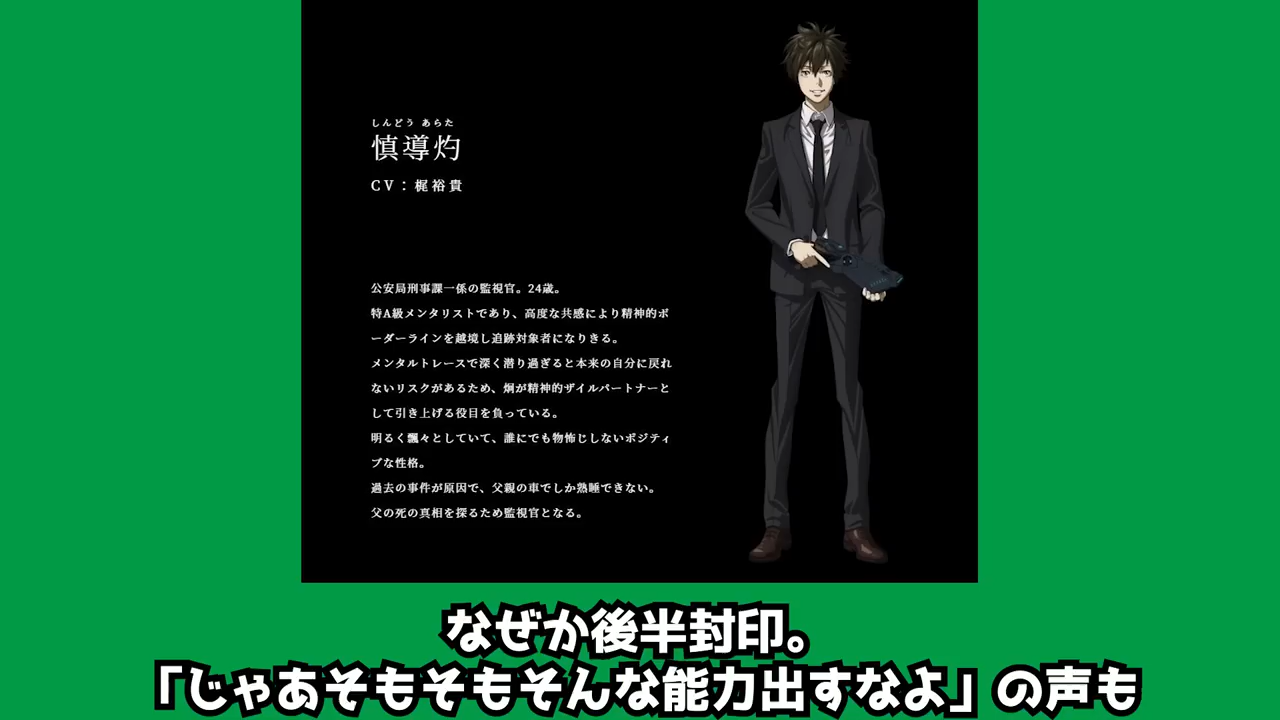 しんどう あらた
慎導灼
CV：梶裕貴
公安局刑事課一係の監視官。24歳。
特A級メンタリストであり、高度な共感により精神的ボ
ーダーラインを越境し追跡対象者になりきる。
メンタルトレースで深く潜り過ぎると本来の自分に戻れ
ないリスクがあるため、炯が精神的ザイルパートナーと
して引き上げる役目を負っている。
明るく飄々としていて、誰にでも物怖じしないポジティ
ブな性格。
過去の事件が原因で、父親の車でしか熟睡できない。
父の死の真相を探るため監視官となる。
なぜか後半封印。
「じゃあそもそもそんな能力出すなよ」の声も